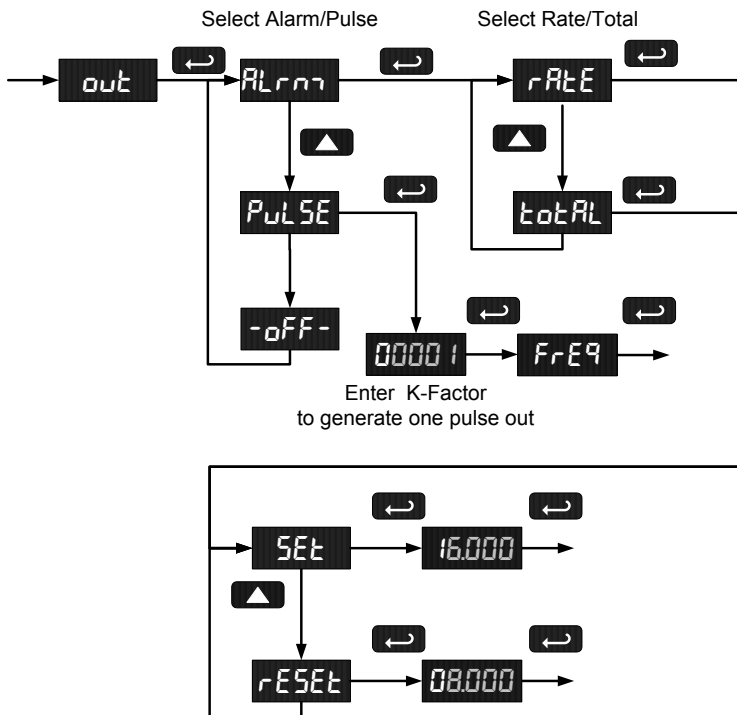 Select Alarm/Pulse
Select Rate/Total
out
ALrm
rAtE
PuLSE
totAL
-oFF-
00001
FrEq
Enter K-Factor
to generate one pulse out
SEt
16.000
rESEt
08.000